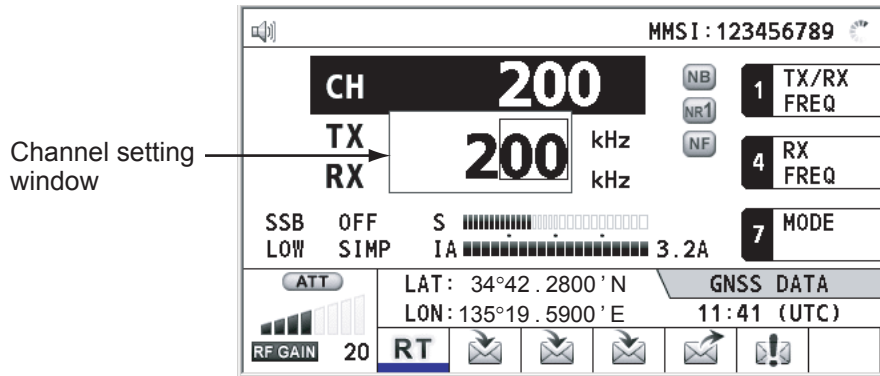 MMSI:123456789
CH 200
NB
1 TX/RX FREQ
NR1
TX 200 kHz
NF
Channel setting window
RX kHz
4 RX FREQ
SSB OFF S
7 MODE
LOW SIMP IA 3.2A
ATT
LAT: 34°42.2800'N
GNSS DATA
LON:135°19.5900'E
11:41 (UTC)
RF GAIN 20
RT